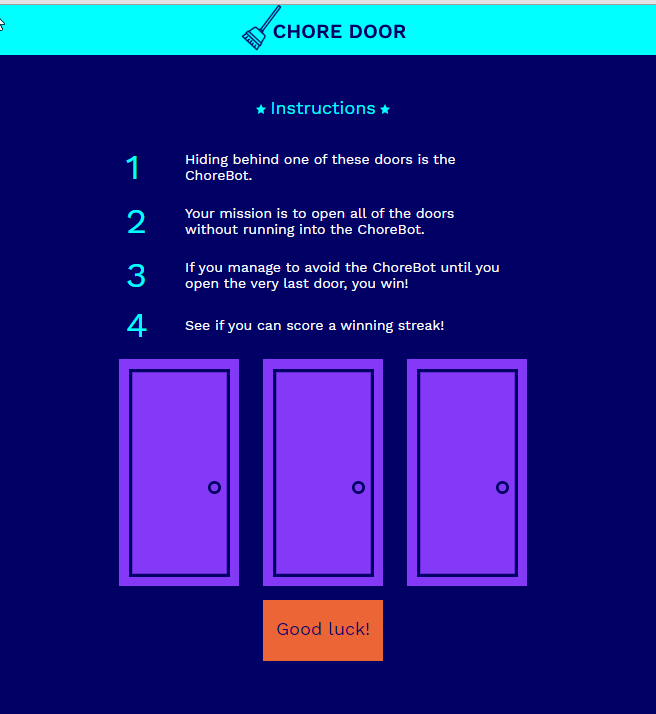 CHORE DOOR
Instructions
1
Hiding behind one of these doors is the
ChoreBot.
2
Your mission is to open all of the doors
without running into the ChoreBot.
3
If you manage to avoid the ChoreBot until you
open the very last door, you win!
4
See if you can score a winning streak!
Good luck!